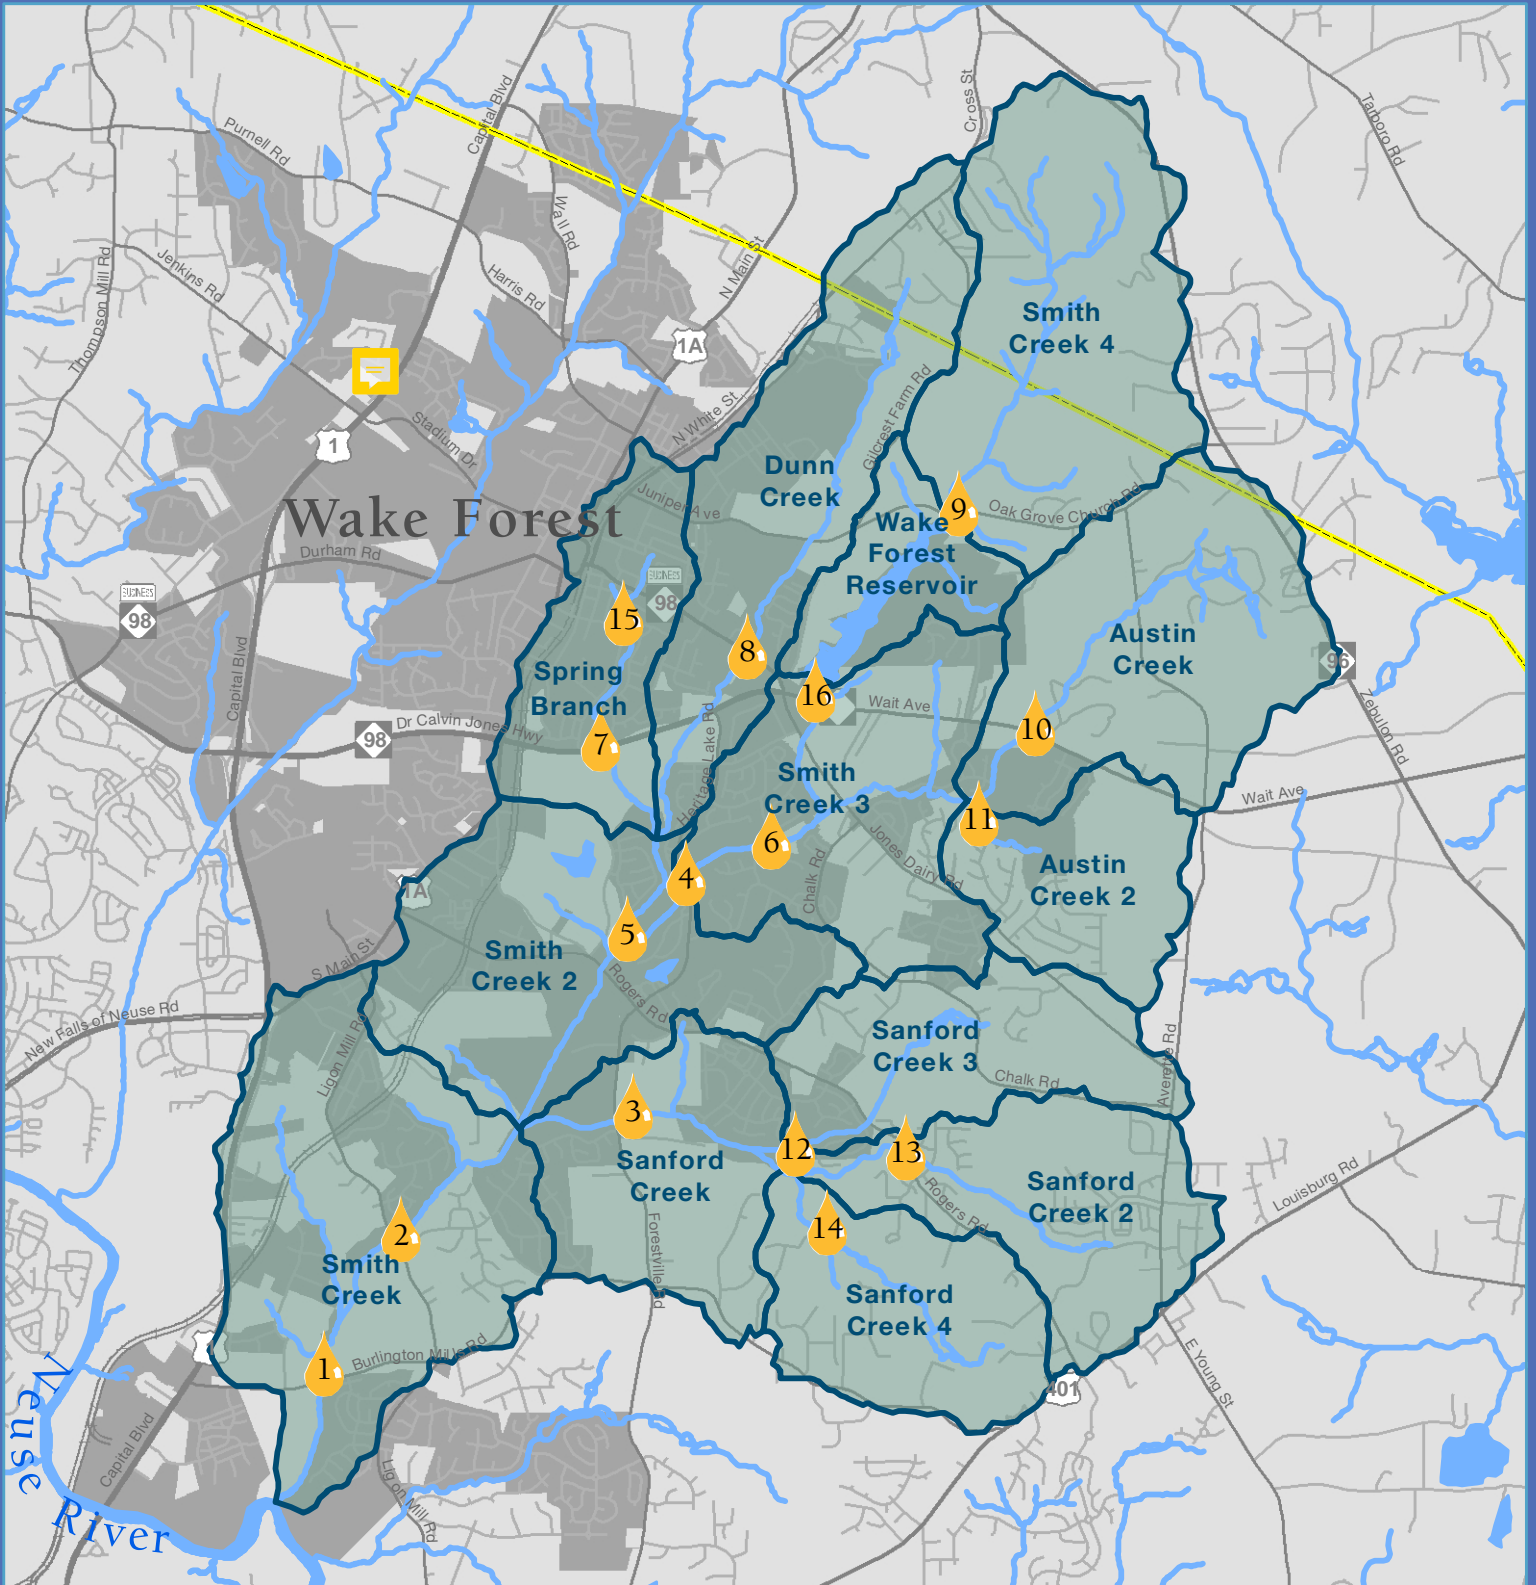 Cross St
Tarboro Rd
Capital Blvd
Purnell Rd
Wall Rd
N Main St
Jenkins Rd
Thompson Mill Rd
Harris Rd
Smith
Creek 4
1A
N White St
Gilcrest Farm Rd
1
Stadium Dr
Dunn
Creek
Juniper Ave
Wake Forest
9
Oak Grove Church Rd
Wake
Forest
Reservoir
Durham Rd
BUSINESS
98
BUSINESS
98
15
Austin
Creek
8
96
Spring
Branch
16
Wait Ave
Zebulon Rd
Capital Blvd
Dr Calvin Jones Hwy
98
7
Heritage Lake Rd
10
Smith
Creek 3
Wait Ave
11
6
Jones Dairy Rd
Chalk Rd
Austin
Creek 2
4
1A
5
Smith
Creek 2
S Main St
Rogers Rd
New Falls of Neuse Rd
Ligon Mill Rd
Sanford
Creek 3
Chalk Rd
Averette Rd
3
12
13
Sanford
Creek
Sanford
Creek 2
Rogers Rd
Louisburg Rd
2
14
Forestville Rd
Smith
Creek
Sanford
Creek 4
1
Burlington Mills Rd
E Young St
401
Neuse
River
Capital Blvd
Ligon Mill Rd